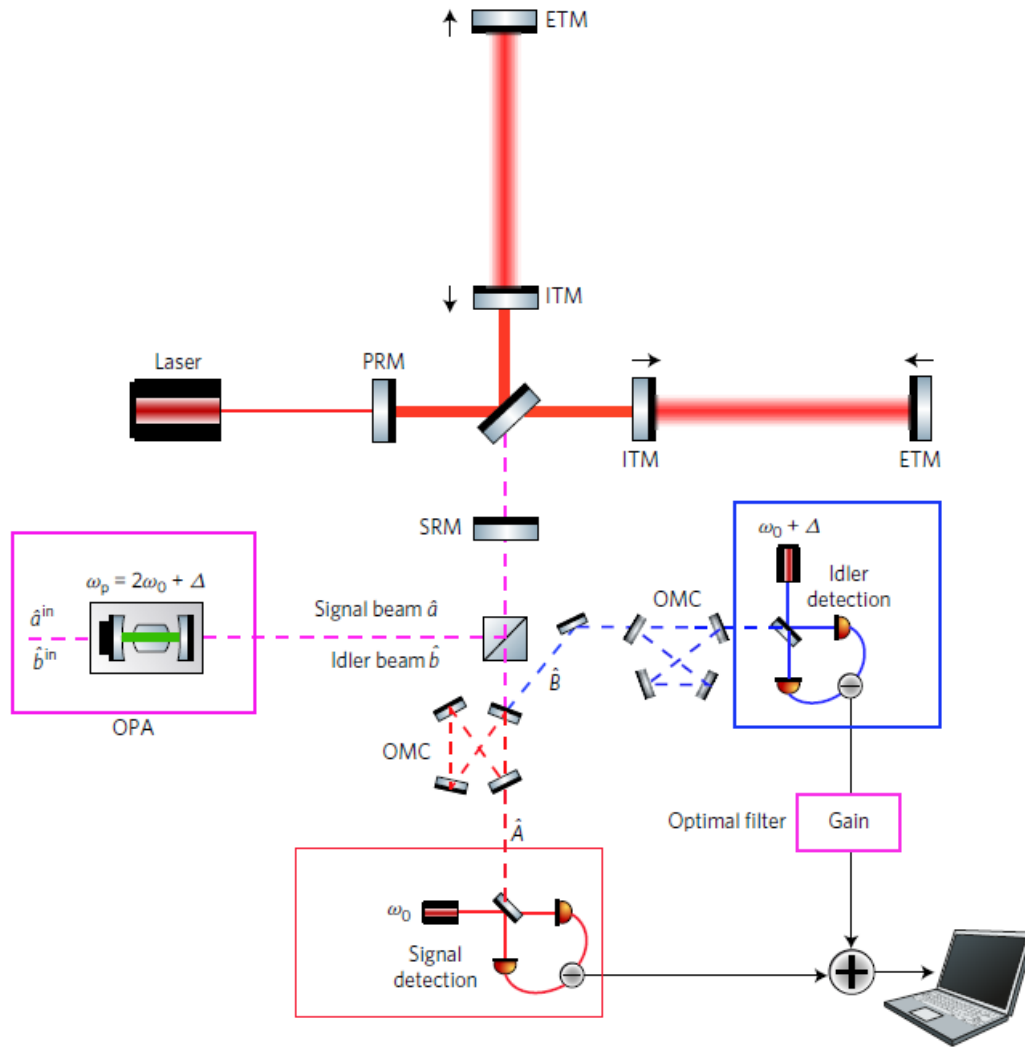 ETM
ITM
Laser
PRM
ITM
ETM
SRM
ω₀ + Δ
Idler
detection
ωₚ = 2ω₀ + Δ
âⁱⁿ
b̂ⁱⁿ
Signal beam â
Idler beam b̂
OPA
OMC
B̂
OMC
Optimal filter
Gain
Â
ω₀
Signal
detection